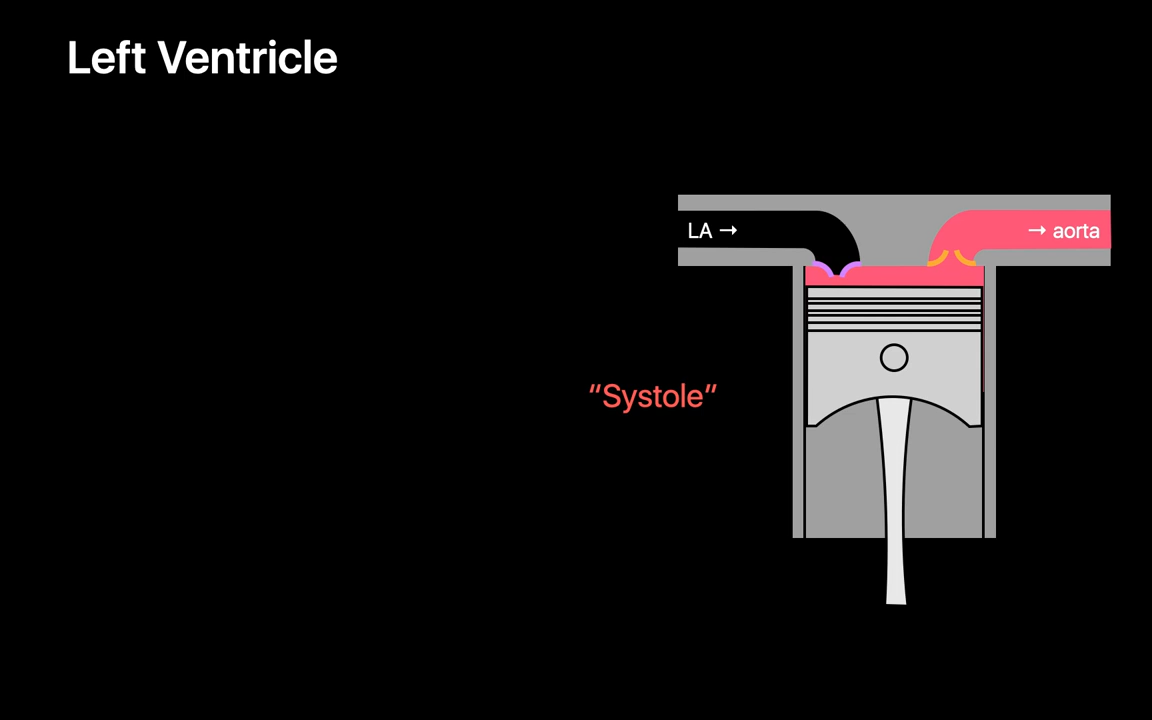 Left Ventricle
LA → → aorta
"Systole"